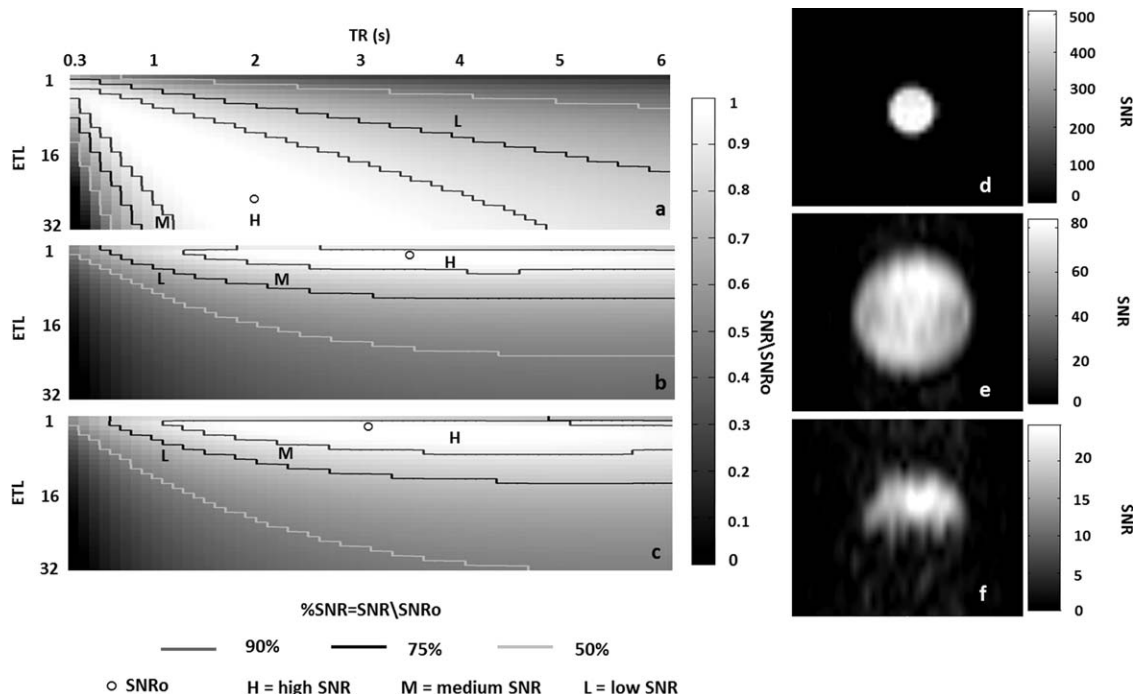 TR (s)
0.3 1 2 3 4 5 6
ETL
1
16
32
L
M
H
a
ETL
1
16
32
L
M
H
b
ETL
1
16
32
L
M
H
c
1
0.9
0.8
0.7
0.6
0.5
0.4
0.3
0.2
0.1
0
SNR\SNRo
500
400
300
200
100
0
SNR
d
80
60
40
20
0
SNR
e
20
15
10
5
0
SNR
f
%SNR=SNR\SNRo
90% 75% 50%
SNRo H = high SNR M = medium SNR L = low SNR